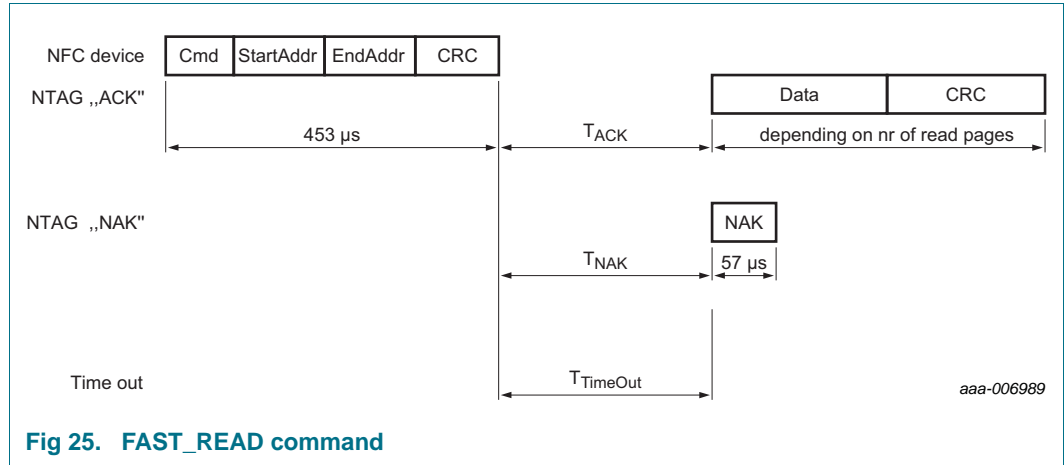 NFC device Cmd StartAddr EndAddr CRC
NTAG ,,ACK" Data CRC
453 µs TACK depending on nr of read pages
NTAG ,,NAK" NAK
TNAK 57 µs
Time out TTimeOut aaa-006989
Fig 25. FAST_READ command